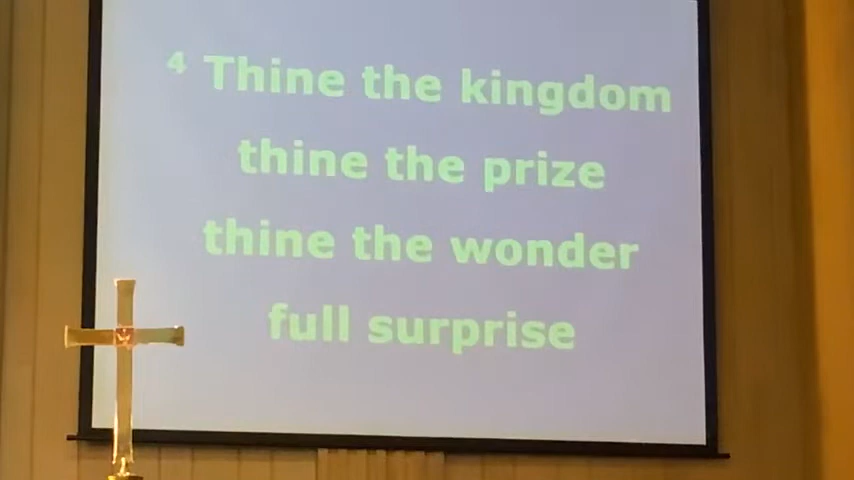 4 Thine the kingdom
thine the prize
thine the wonder
full surprise